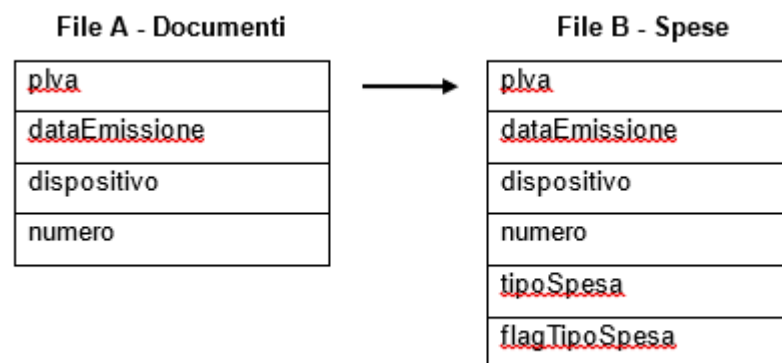 File A - Documenti
pIva
dataEmissione
dispositivo
numero
File B - Spese
pIva
dataEmissione
dispositivo
numero
tipoSpesa
flagTipoSpesa